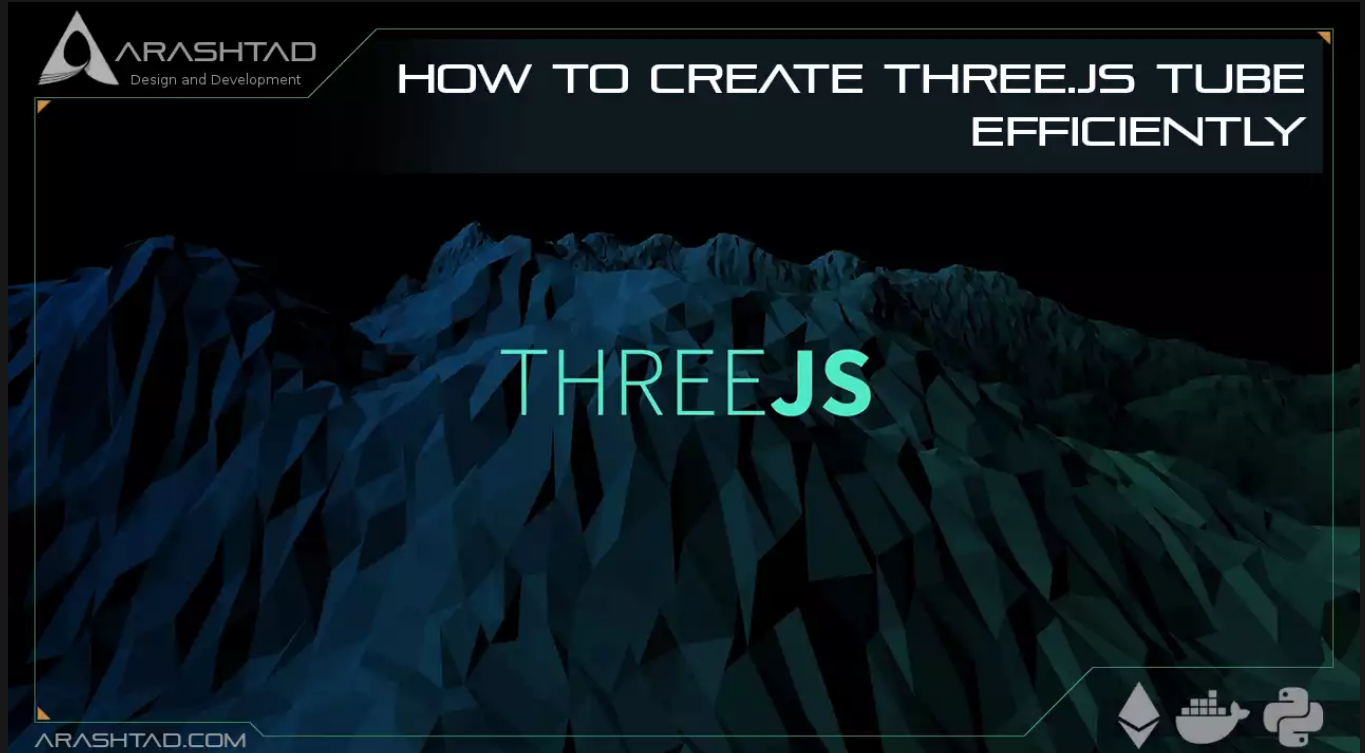 ARASHTAD
Design and Development
HOW TO CREATE THREE.JS TUBE
EFFICIENTLY
THREEJS
ARASHTAD.COM